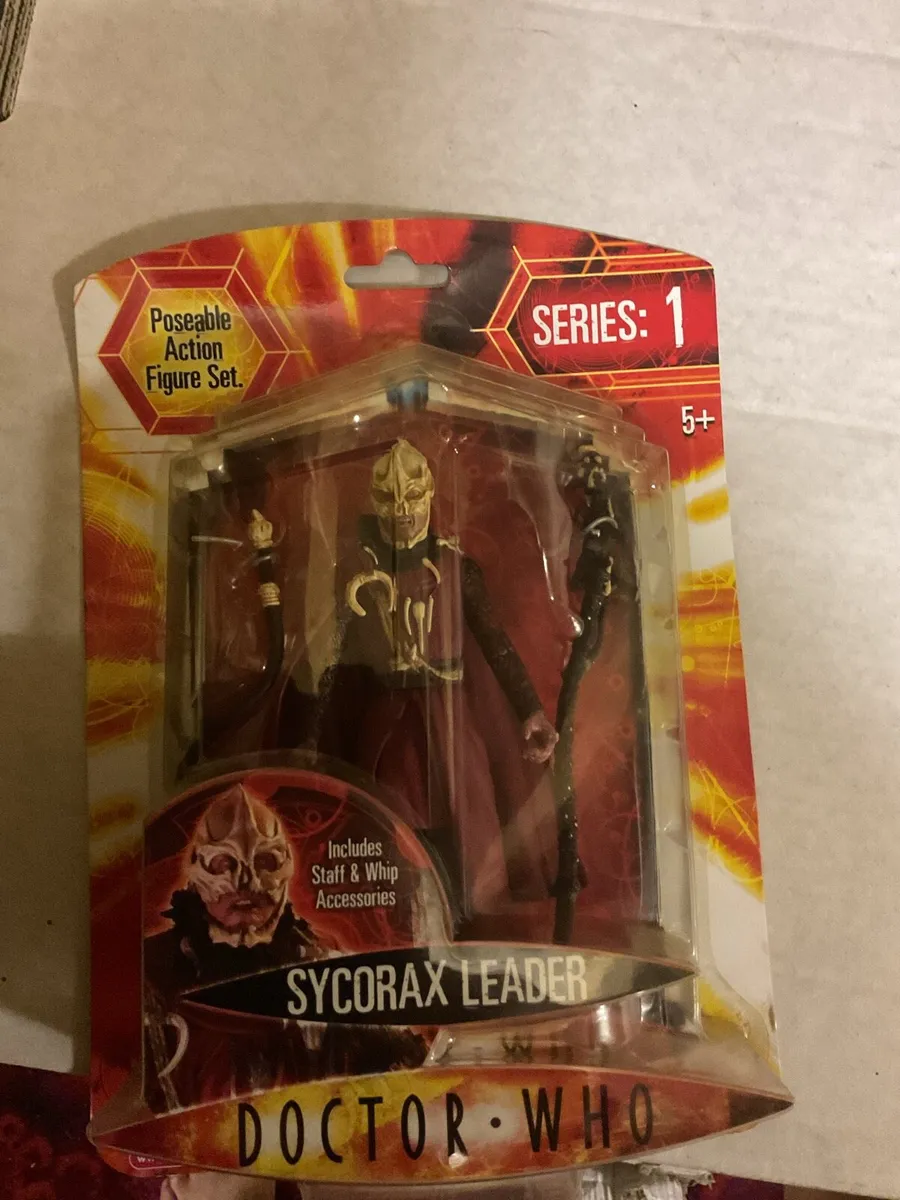 Poseable
Action
Figure Set.
SERIES: 1
5+
Includes
Staff & Whip
Accessories
SYCORAX LEADER
DOCTOR · WHO